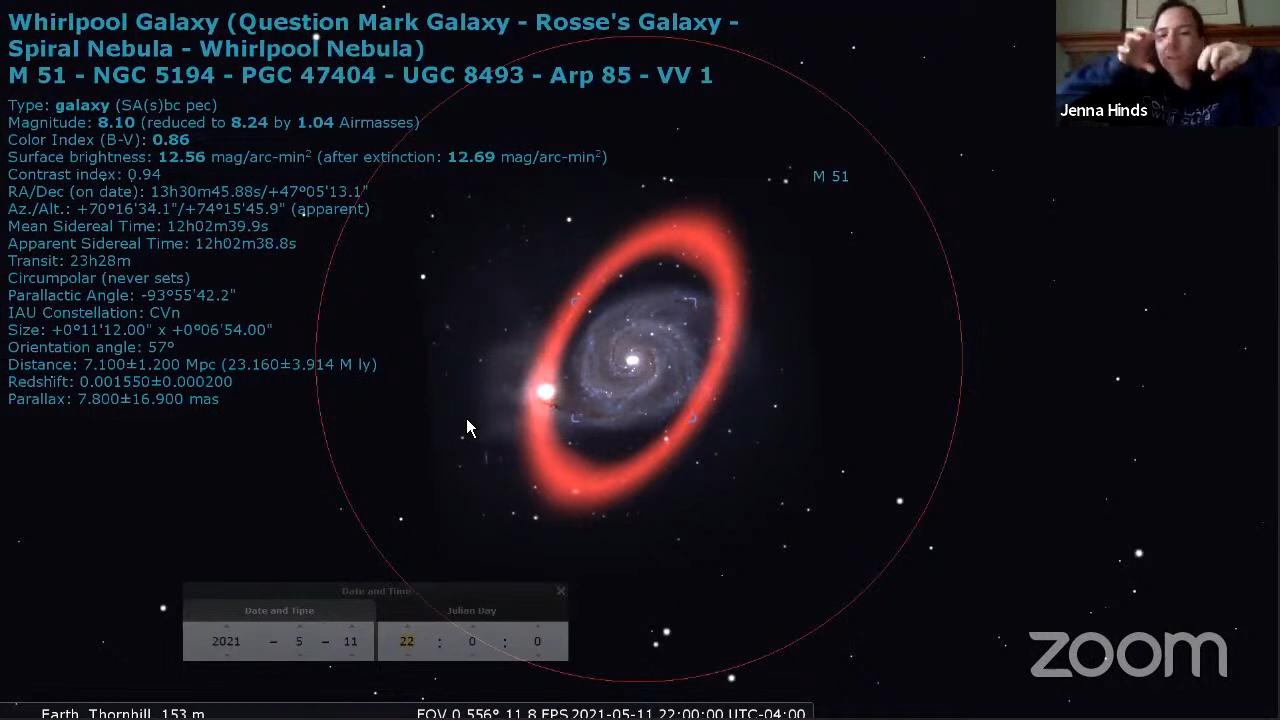 Whirlpool Galaxy (Question Mark Galaxy - Rosse's Galaxy -
Spiral Nebula - Whirlpool Nebula)
M 51 - NGC 5194 - PGC 47404 - UGC 8493 - Arp 85 - VV 1
Type: galaxy (SA(s)bc pec)
Magnitude: 8.10 (reduced to 8.24 by 1.04 Airmasses)
Color Index (B-V): 0.86
Surface brightness: 12.56 mag/arc-min² (after extinction: 12.69 mag/arc-min²)
Contrast index: 0.94
RA/Dec (on date): 13h30m45.88s/+47°05'13.1"
Az./Alt.: +70°16'34.1"/+74°15'45.9" (apparent)
Mean Sidereal Time: 12h02m39.9s
Apparent Sidereal Time: 12h02m38.8s
Transit: 23h28m
Circumpolar (never sets)
Parallactic Angle: -93°55'42.2"
IAU Constellation: CVn
Size: +0°11'12.00" x +0°06'54.00"
Orientation angle: 57°
Distance: 7.100±1.200 Mpc (23.160±3.914 M ly)
Redshift: 0.001550±0.000200
Parallax: 7.800±16.900 mas
Jenna Hinds
M 51
Date and Time
Date and Time Julian Day
2021 - 5 - 11 22 : 0 : 0
zoom
Earth, Thornhill, 153 m FOV 0.556° 11.8 FPS 2021-05-11 22:00:00 UTC-04:00